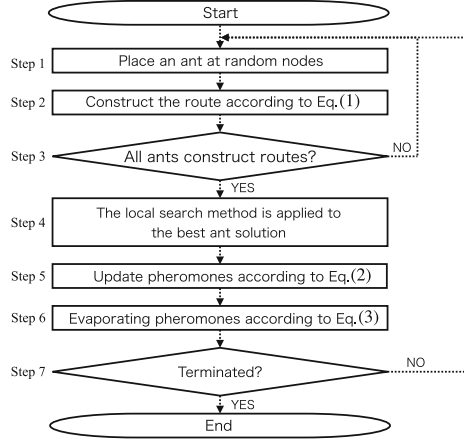 Start
Step 1
Place an ant at random nodes
Step 2
Construct the route according to Eq.(1)
Step 3
All ants construct routes?
NO
YES
Step 4
The local search method is applied to
the best ant solution
Step 5
Update pheromones according to Eq.(2)
Step 6
Evaporating pheromones according to Eq.(3)
Step 7
Terminated?
NO
YES
End